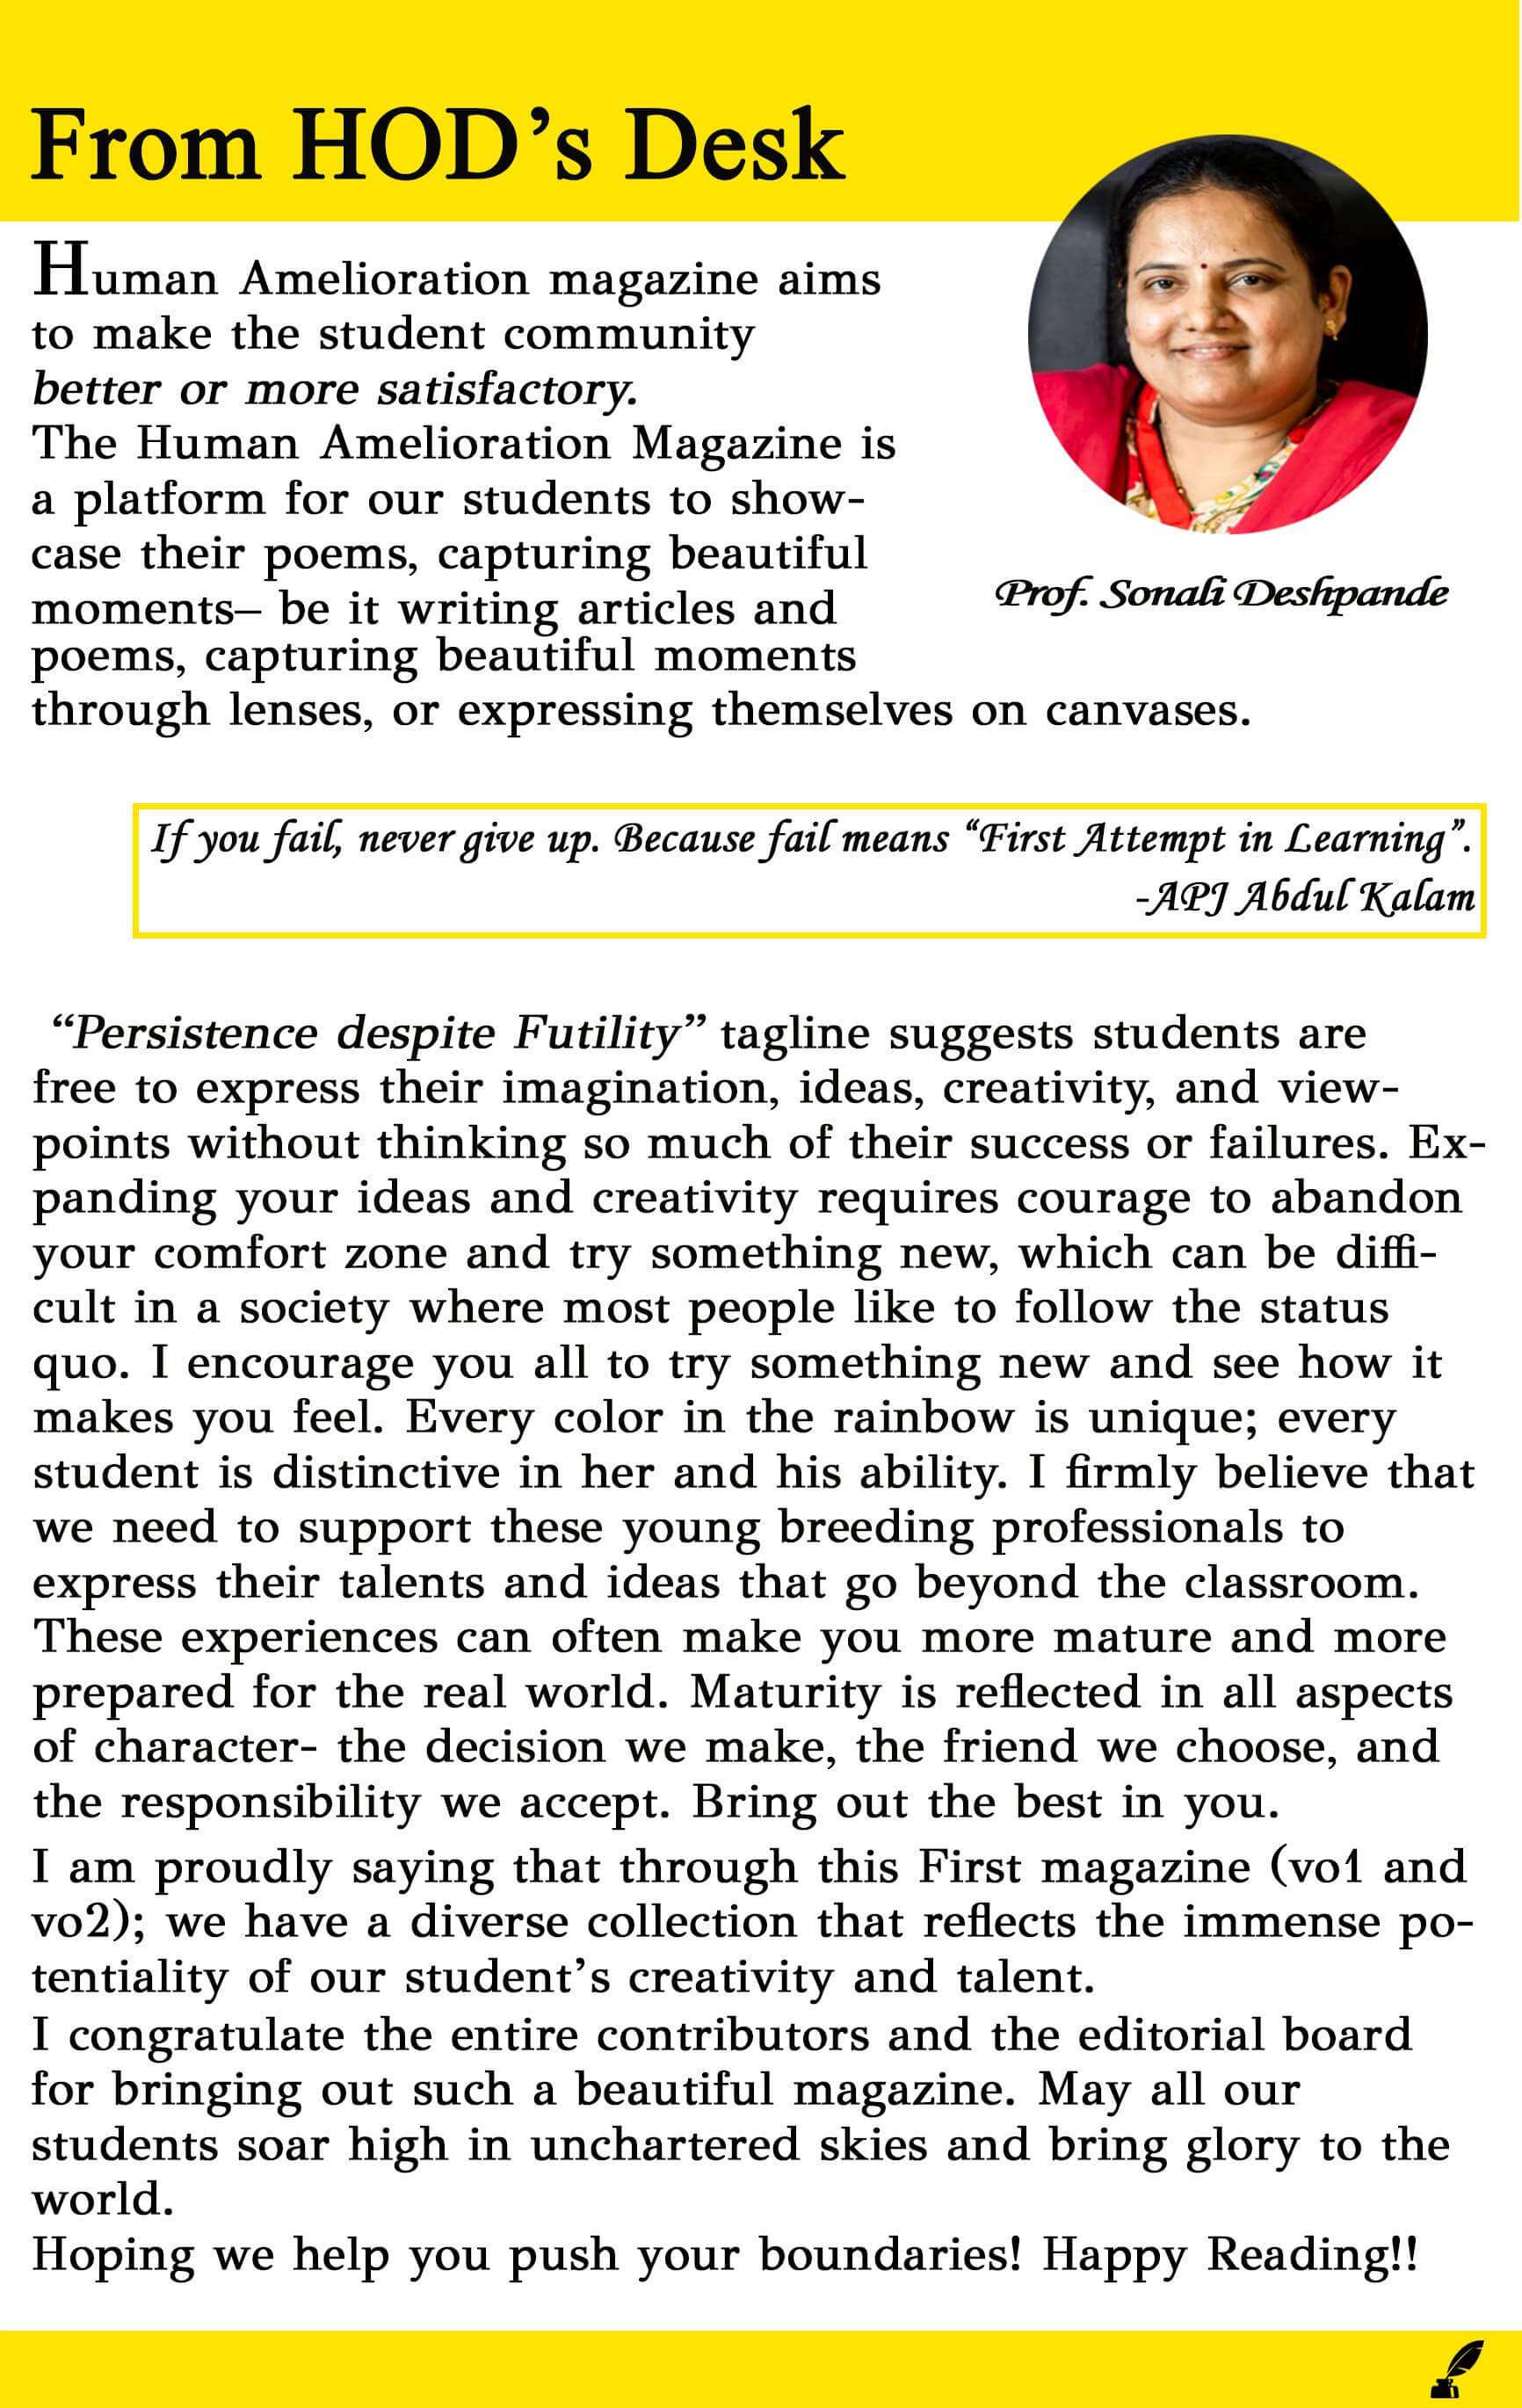 From HOD’s Desk
Human Amelioration magazine aims
to make the student community
better or more satisfactory.
The Human Amelioration Magazine is
a platform for our students to show-
case their poems, capturing beautiful
moments– be it writing articles and
poems, capturing beautiful moments
through lenses, or expressing themselves on canvases.
Prof. Sonali Deshpande
If you fail, never give up. Because fail means “First Attempt in Learning”.
-APJ Abdul Kalam
“Persistence despite Futility” tagline suggests students are
free to express their imagination, ideas, creativity, and view-
points without thinking so much of their success or failures. Ex-
panding your ideas and creativity requires courage to abandon
your comfort zone and try something new, which can be diffi-
cult in a society where most people like to follow the status
quo. I encourage you all to try something new and see how it
makes you feel. Every color in the rainbow is unique; every
student is distinctive in her and his ability. I firmly believe that
we need to support these young breeding professionals to
express their talents and ideas that go beyond the classroom.
These experiences can often make you more mature and more
prepared for the real world. Maturity is reflected in all aspects
of character- the decision we make, the friend we choose, and
the responsibility we accept. Bring out the best in you.
I am proudly saying that through this First magazine (vo1 and
vo2); we have a diverse collection that reflects the immense po-
tentiality of our student’s creativity and talent.
I congratulate the entire contributors and the editorial board
for bringing out such a beautiful magazine. May all our
students soar high in unchartered skies and bring glory to the
world.
Hoping we help you push your boundaries! Happy Reading!!